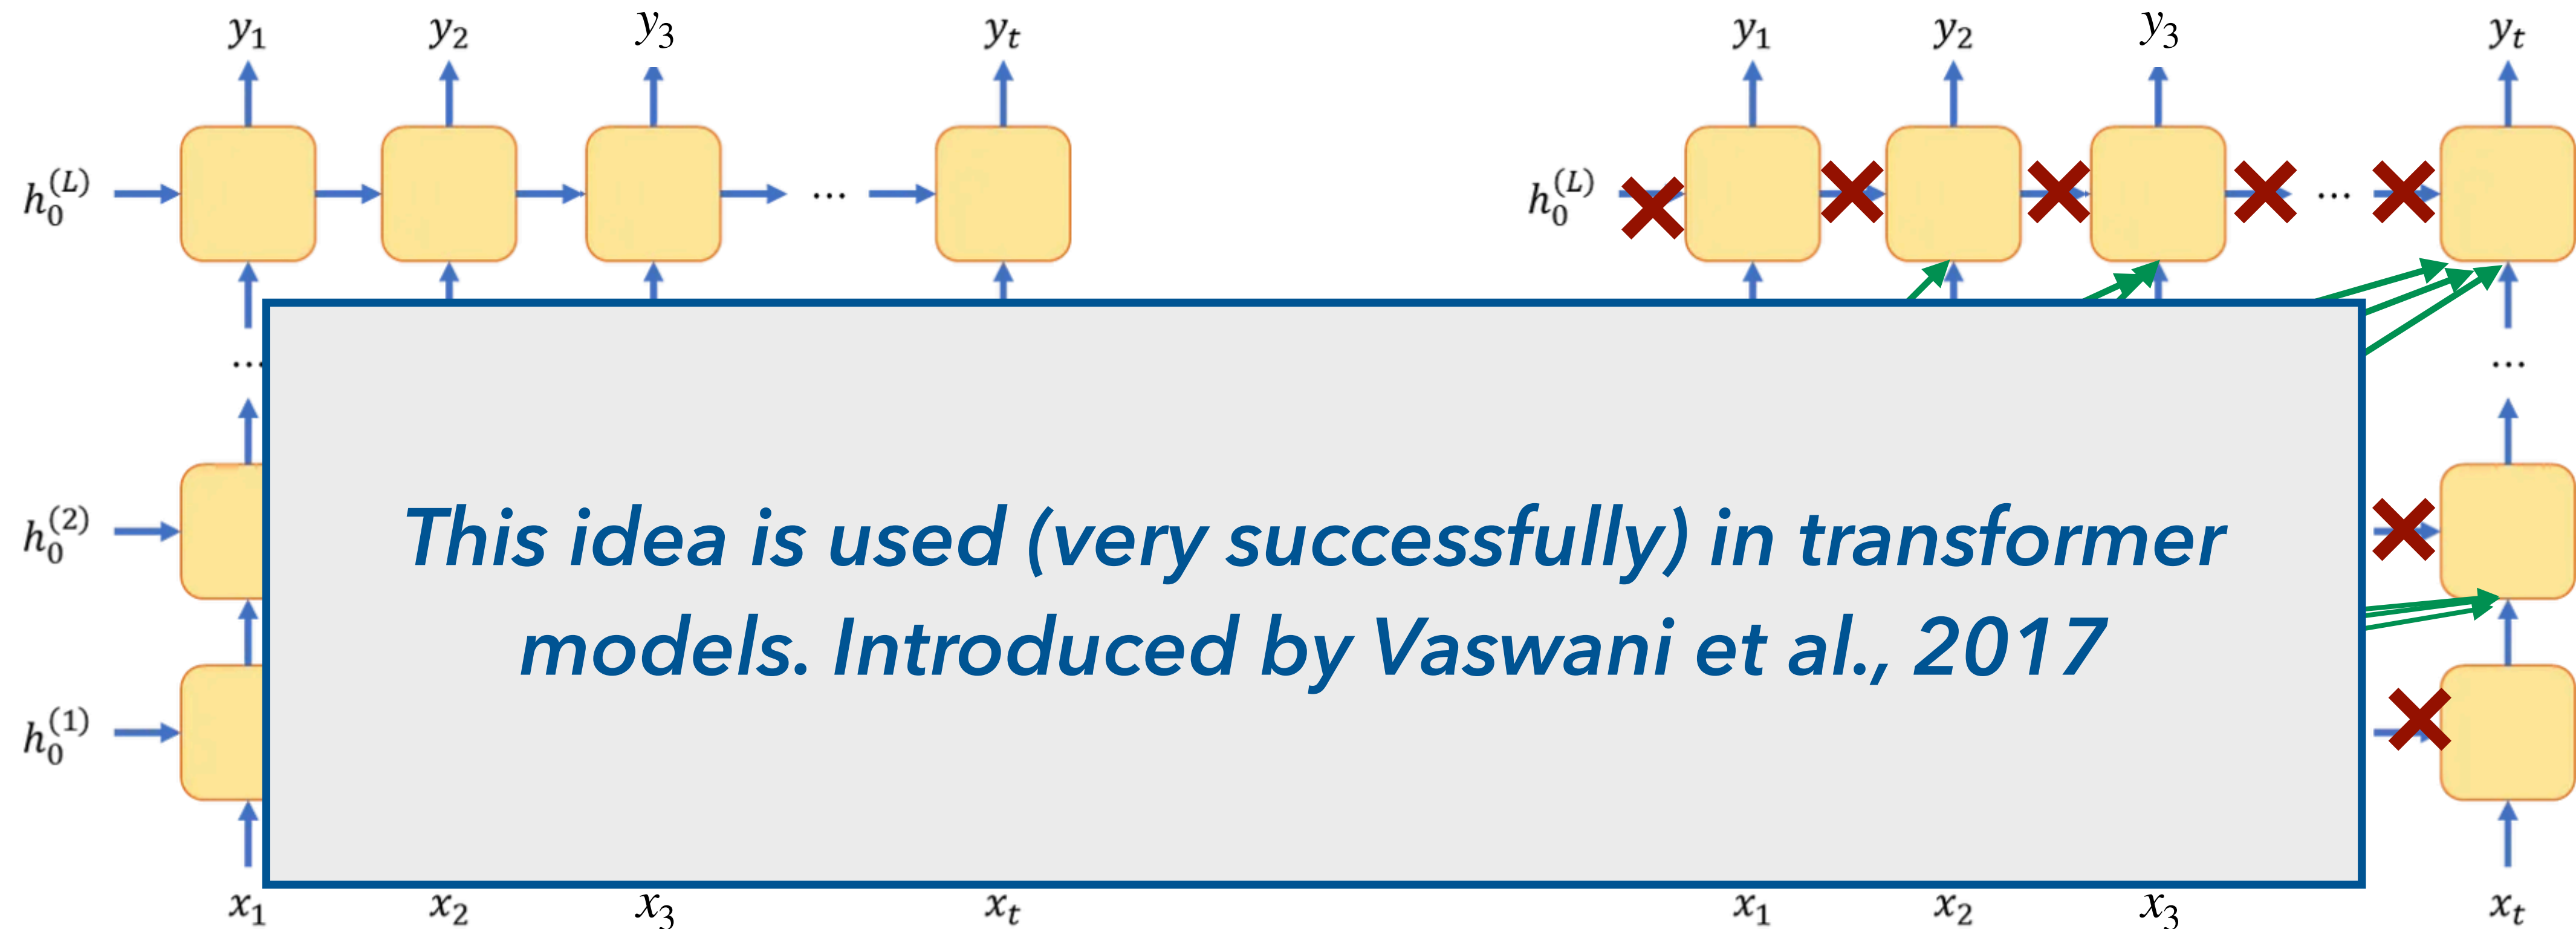 y₁ y₂ y₃ yₜ y₁ y₂ y₃ yₜ
h₀⁽ᴸ⁾ ... h₀⁽ᴸ⁾ ...
... ...
This idea is used (very successfully) in transformer
h₀⁽²⁾
models. Introduced by Vaswani et al., 2017
h₀⁽¹⁾
x₁ x₂ x₃ xₜ x₁ x₂ x₃ xₜ